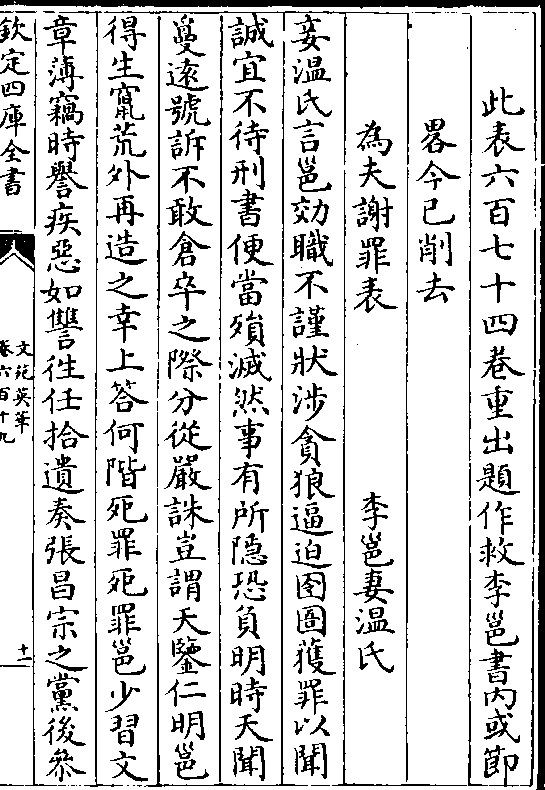 此表六百七十四巷重出題作救李邕書内或節
畧今已削去
為夫謝罪表　李邕妻温氏
妾温氏言邕効職不謹狀涉貪狼逼迫囹圄獲罪以聞
誠宜不待刑書便當殞滅然事有所隐恐負明時天聞
敻逺號訴不敢倉卒之際分從嚴誅豈謂天鑒仁明邕
得生竄荒外再造之幸上答何階死罪死罪邕少習文
章薄竊時譽疾惡如讐徃任拾遺奏張昌宗之黨後叅
欽定四庫全書
文苑英華
卷六百十九
十一